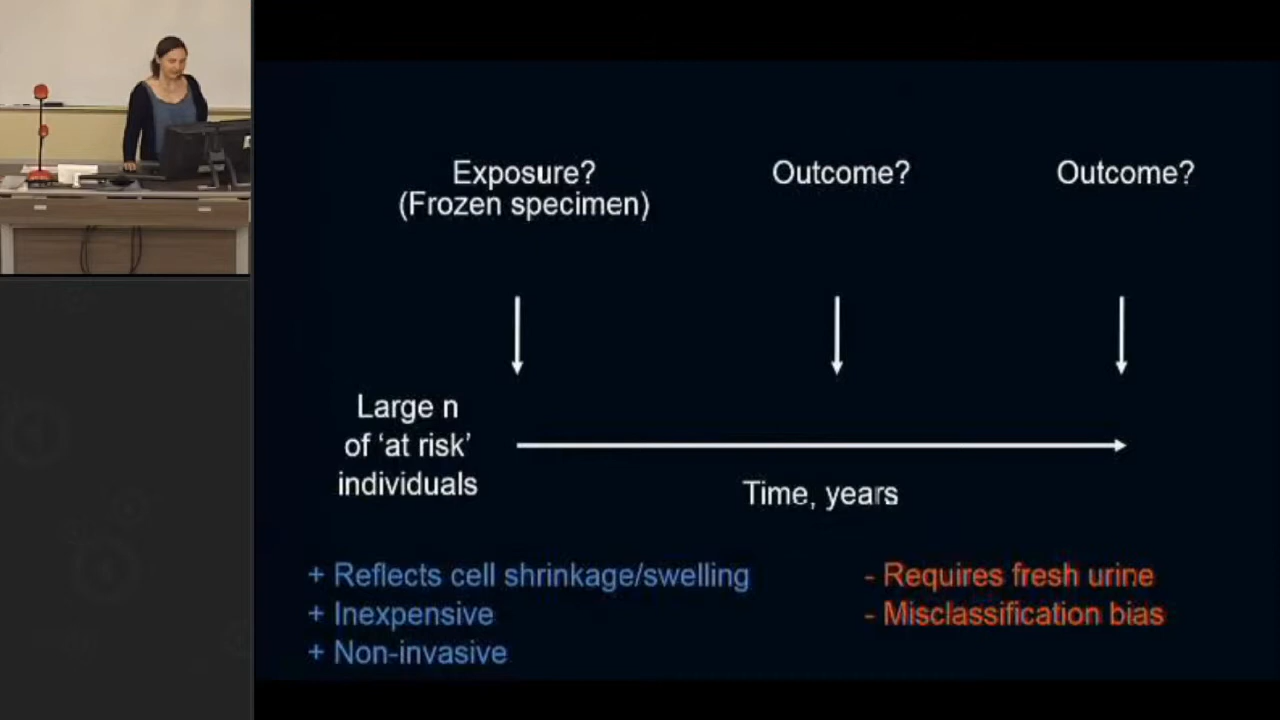 Exposure?
(Frozen specimen)
Outcome?
Outcome?
Large n
of ‘at risk’
individuals
Time, years
+ Reflects cell shrinkage/swelling
+ Inexpensive
+ Non-invasive
- Requires fresh urine
- Misclassification bias